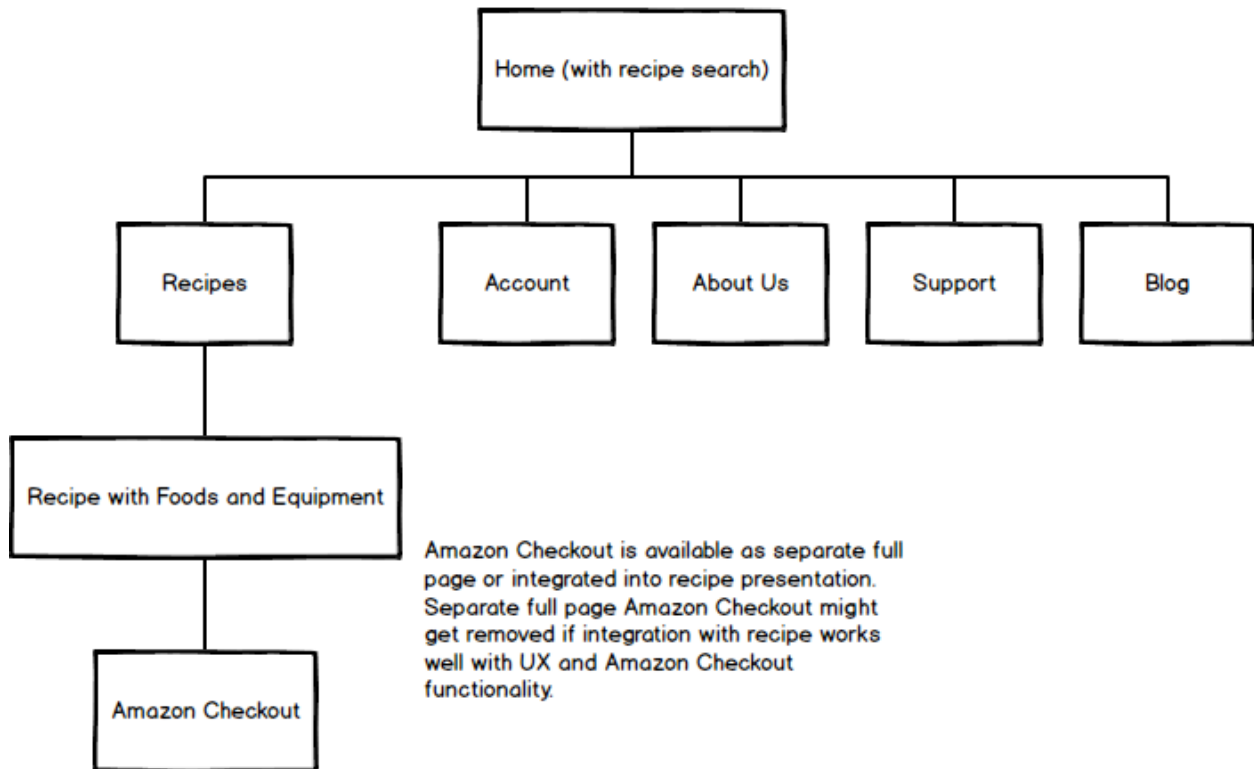 Home (with recipe search)
Recipes
Account
About Us
Support
Blog
Recipe with Foods and Equipment
Amazon Checkout is available as separate full
page or integrated into recipe presentation.
Separate full page Amazon Checkout might
get removed if integration with recipe works
well with UX and Amazon Checkout
functionality.
Amazon Checkout